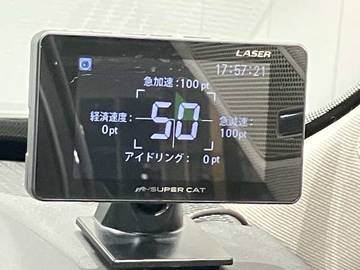 LASER
17:57:21
急加速：100pt
経済速度：
0pt
50
急減速：
100pt
アイドリング： 0pt
SUPER CAT